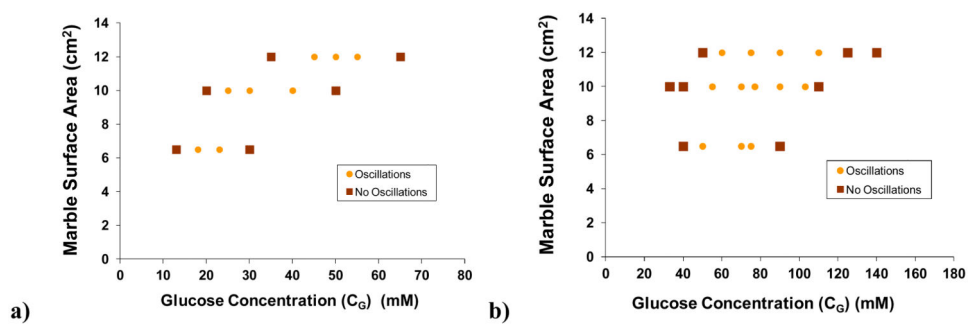 14
12
10
8
6
4
2
0
Marble Surface Area (cm²)
Oscillations
No Oscillations
0 10 20 30 40 50 60 70 80
Glucose Concentration (C_G) (mM)
a)
14
12
10
8
6
4
2
0
Marble Surface Area (cm²)
Oscillations
No Oscillations
0 20 40 60 80 100 120 140 160 180
Glucose Concentration (C_G) (mM)
b)